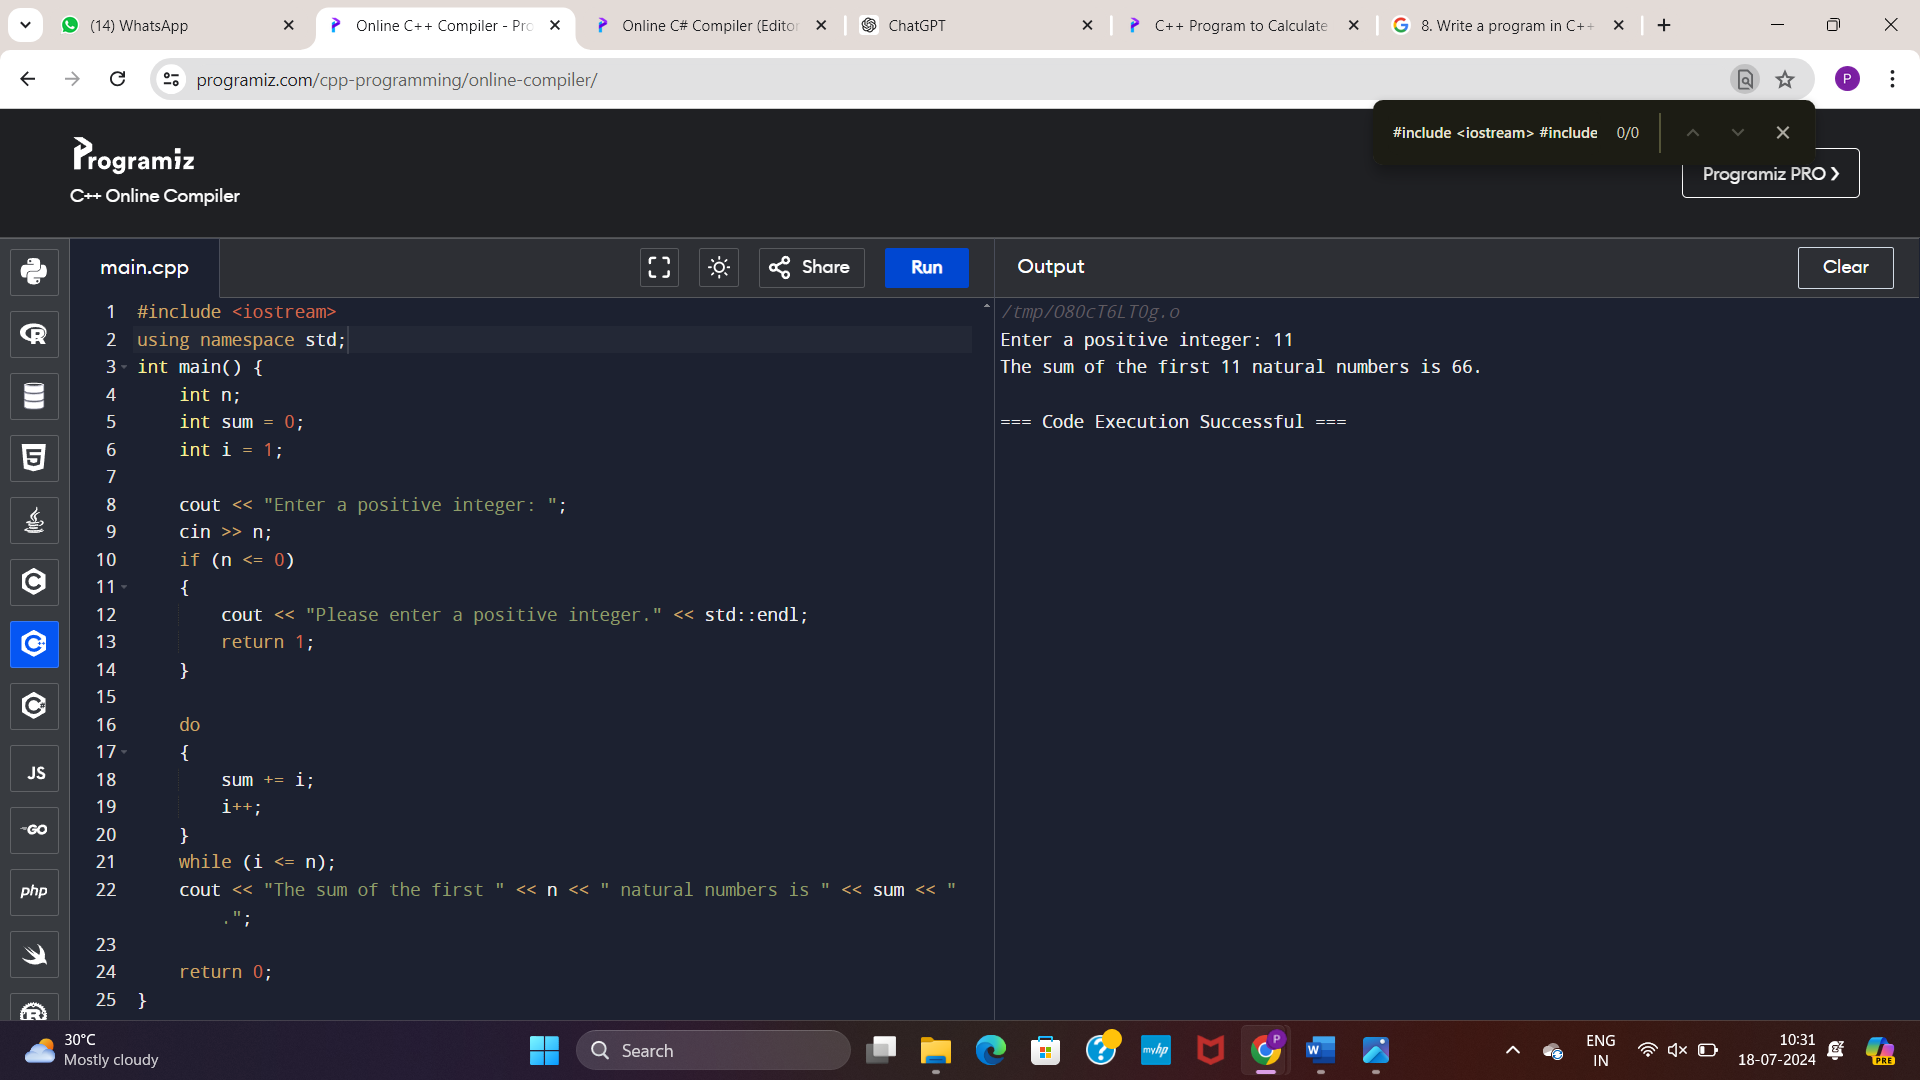 (14) WhatsApp
Online C++ Compiler - Pro
Online C# Compiler (Editor
ChatGPT
C++ Program to Calculate
8. Write a program in C++
programiz.com/cpp-programming/online-compiler/
P
#include <iostream> #include 0/0
Programiz
C++ Online Compiler
Programiz PRO
main.cpp
Share
Run
Output
Clear
1 #include <iostream>
2 using namespace std;
3 int main() {
4 int n;
5 int sum = 0;
6 int i = 1;
7
8 cout << "Enter a positive integer: ";
9 cin >> n;
10 if (n <= 0)
11 {
12 cout << "Please enter a positive integer." << std::endl;
13 return 1;
14 }
15
16 do
17 {
18 sum += i;
19 i++;
20 }
21 while (i <= n);
22 cout << "The sum of the first " << n << " natural numbers is " << sum << "
.";
23
24 return 0;
25 }
/tmp/O8OcT6LTOg.o
Enter a positive integer: 11
The sum of the first 11 natural numbers is 66.
=== Code Execution Successful ===
R
5
C
C
C
JS
GO
php
R
30°C
Mostly cloudy
Search
myhp
P
W
ENG
IN
10:31
18-07-2024
PRE